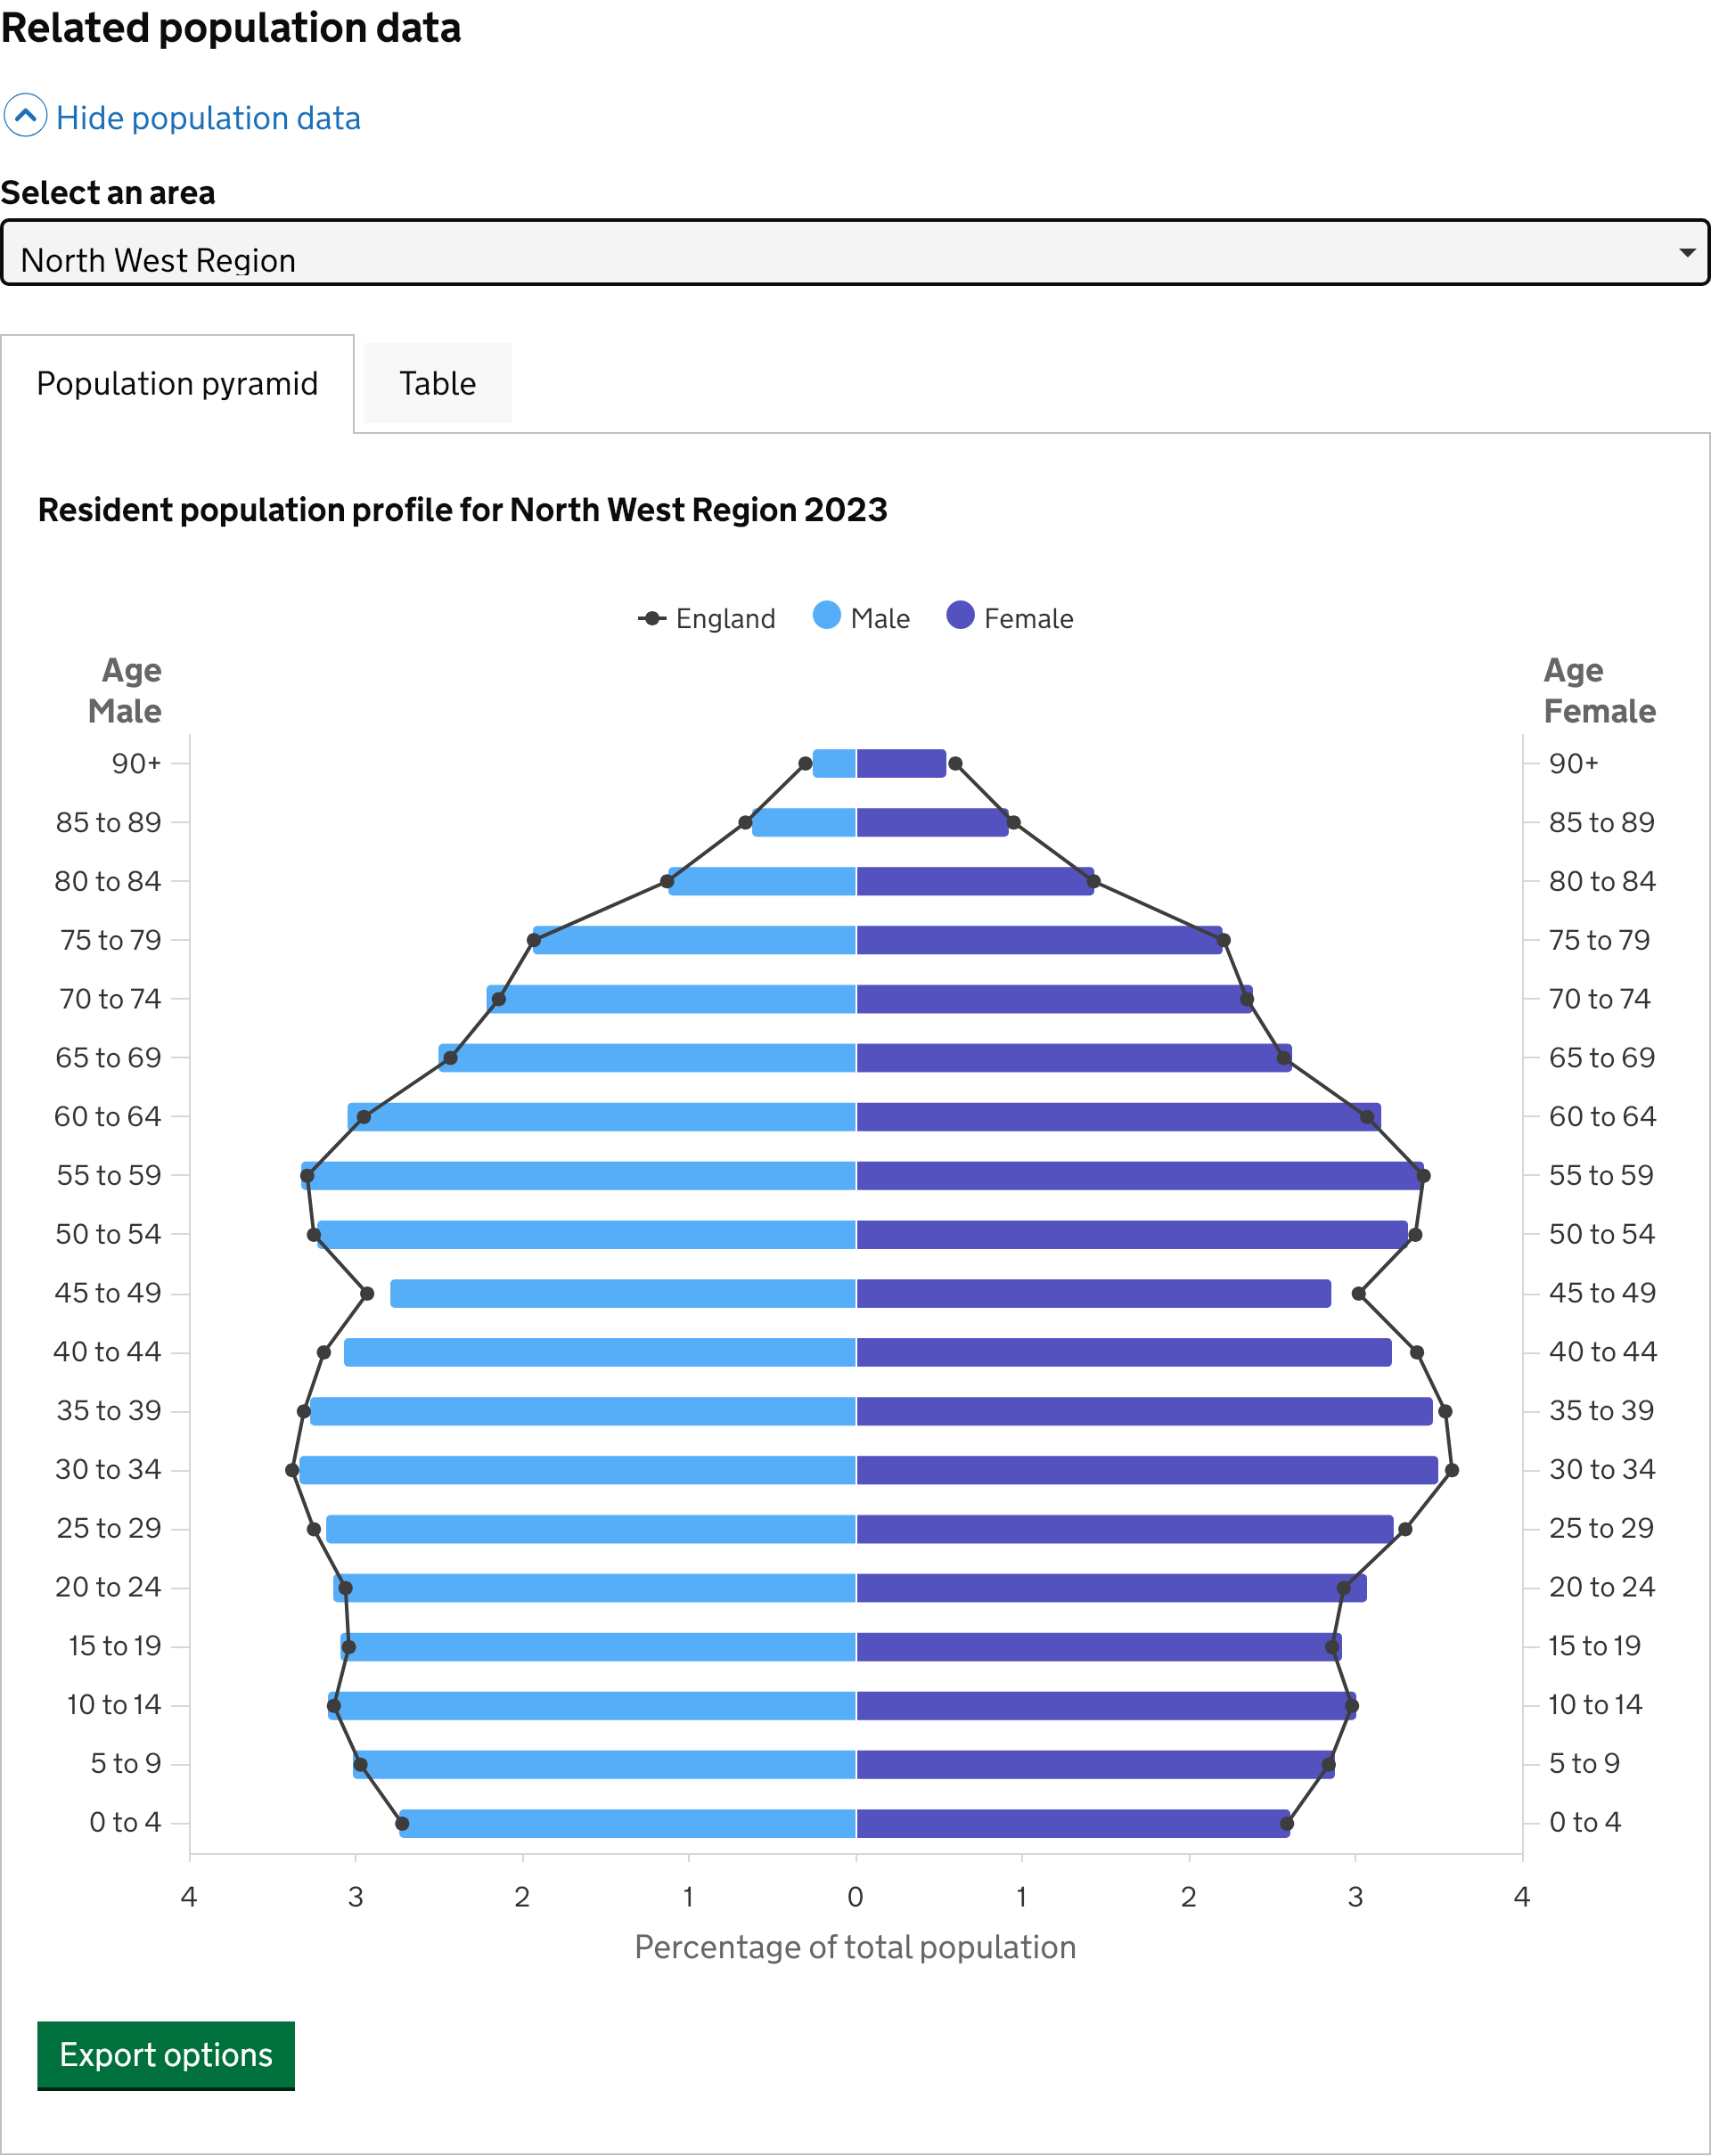 Related population data
Hide population data
Select an area
North West Region
Population pyramid
Table
Resident population profile for North West Region 2023
England Male Female
Age Male
Age Female
90+ 90+
85 to 89 85 to 89
80 to 84 80 to 84
75 to 79 75 to 79
70 to 74 70 to 74
65 to 69 65 to 69
60 to 64 60 to 64
55 to 59 55 to 59
50 to 54 50 to 54
45 to 49 45 to 49
40 to 44 40 to 44
35 to 39 35 to 39
30 to 34 30 to 34
25 to 29 25 to 29
20 to 24 20 to 24
15 to 19 15 to 19
10 to 14 10 to 14
5 to 9 5 to 9
0 to 4 0 to 4
4 3 2 1 0 1 2 3 4
Percentage of total population
Export options